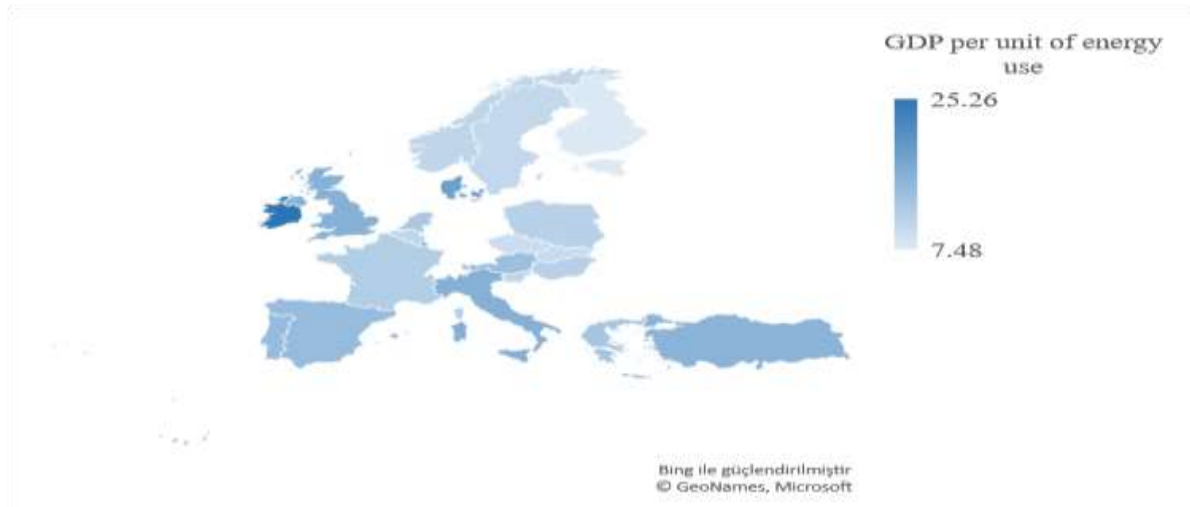 GDP per unit of energy
use
25.26
7.48
Bing ile güçlendirilmiştir
© GeoNames, Microsoft